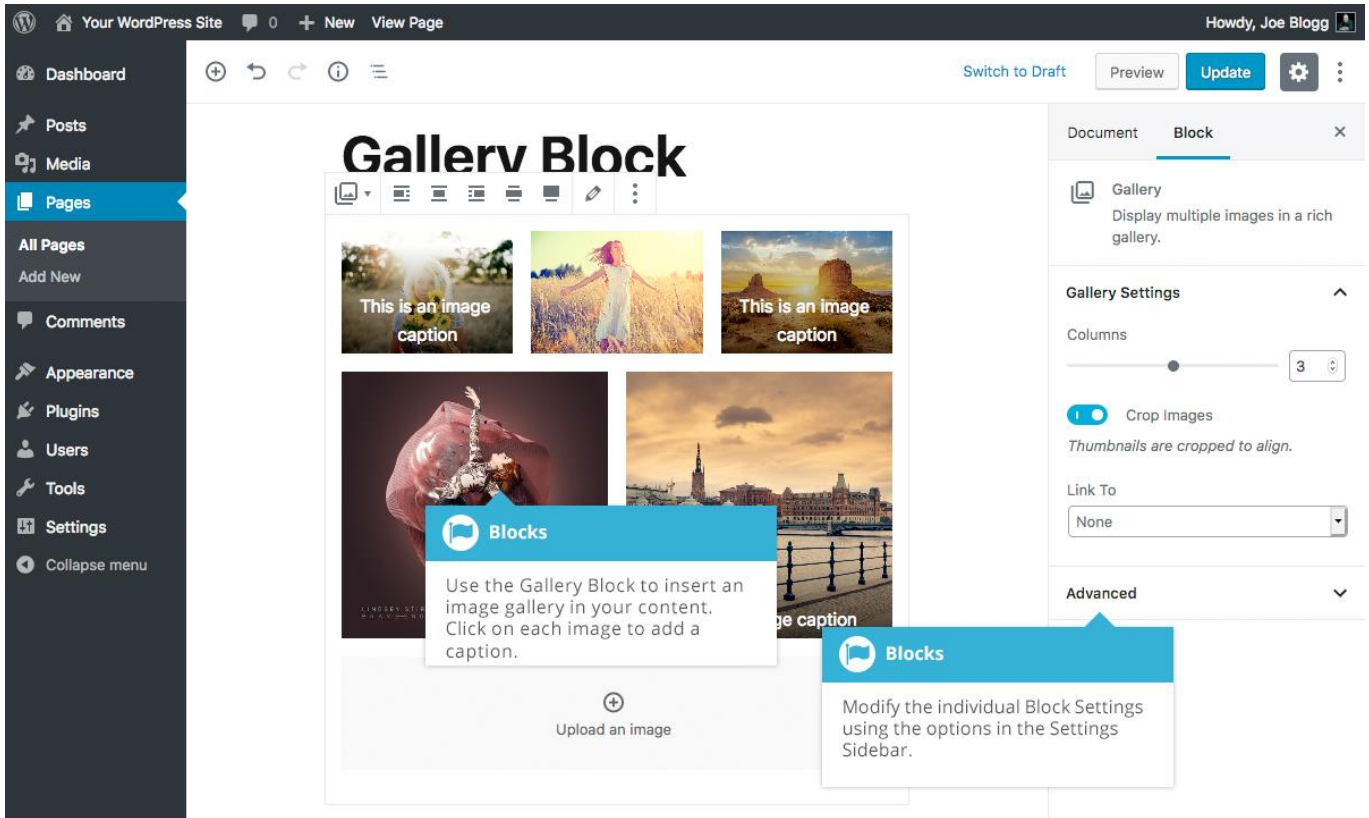 Your WordPress Site 0 + New View Page Howdy, Joe Blogg
Dashboard
Posts
Media
Pages
All Pages
Add New
Comments
Appearance
Plugins
Users
Tools
Settings
Collapse menu
Switch to Draft Preview Update
Gallery Block
This is an image
caption
This is an image
caption
ge caption
Blocks
Use the Gallery Block to insert an
image gallery in your content.
Click on each image to add a
caption.
Upload an image
Document Block
Gallery
Display multiple images in a rich
gallery.
Gallery Settings
Columns
3
Crop Images
Thumbnails are cropped to align.
Link To
None
Advanced
Blocks
Modify the individual Block Settings
using the options in the Settings
Sidebar.